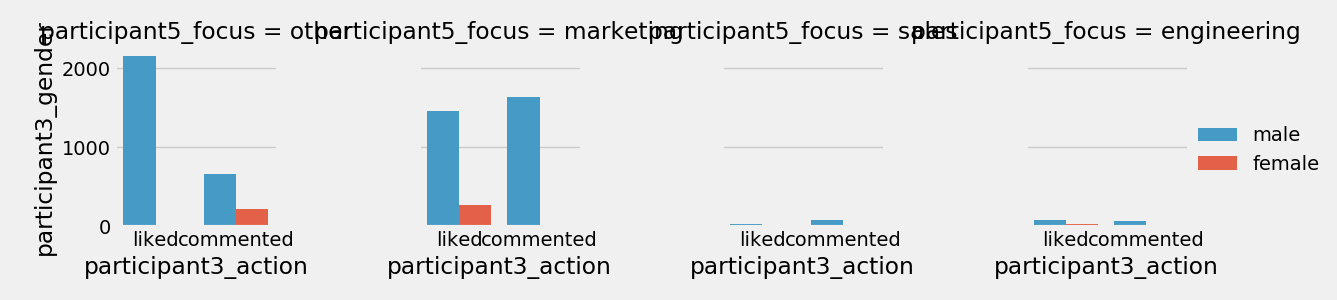 participant5_focus = other
participant5_focus = marketing
participant5_focus = sales
participant5_focus = engineering
participant3_gender
2000
1000
0
liked commented
liked commented
liked commented
liked commented
participant3_action
participant3_action
participant3_action
participant3_action
male
female